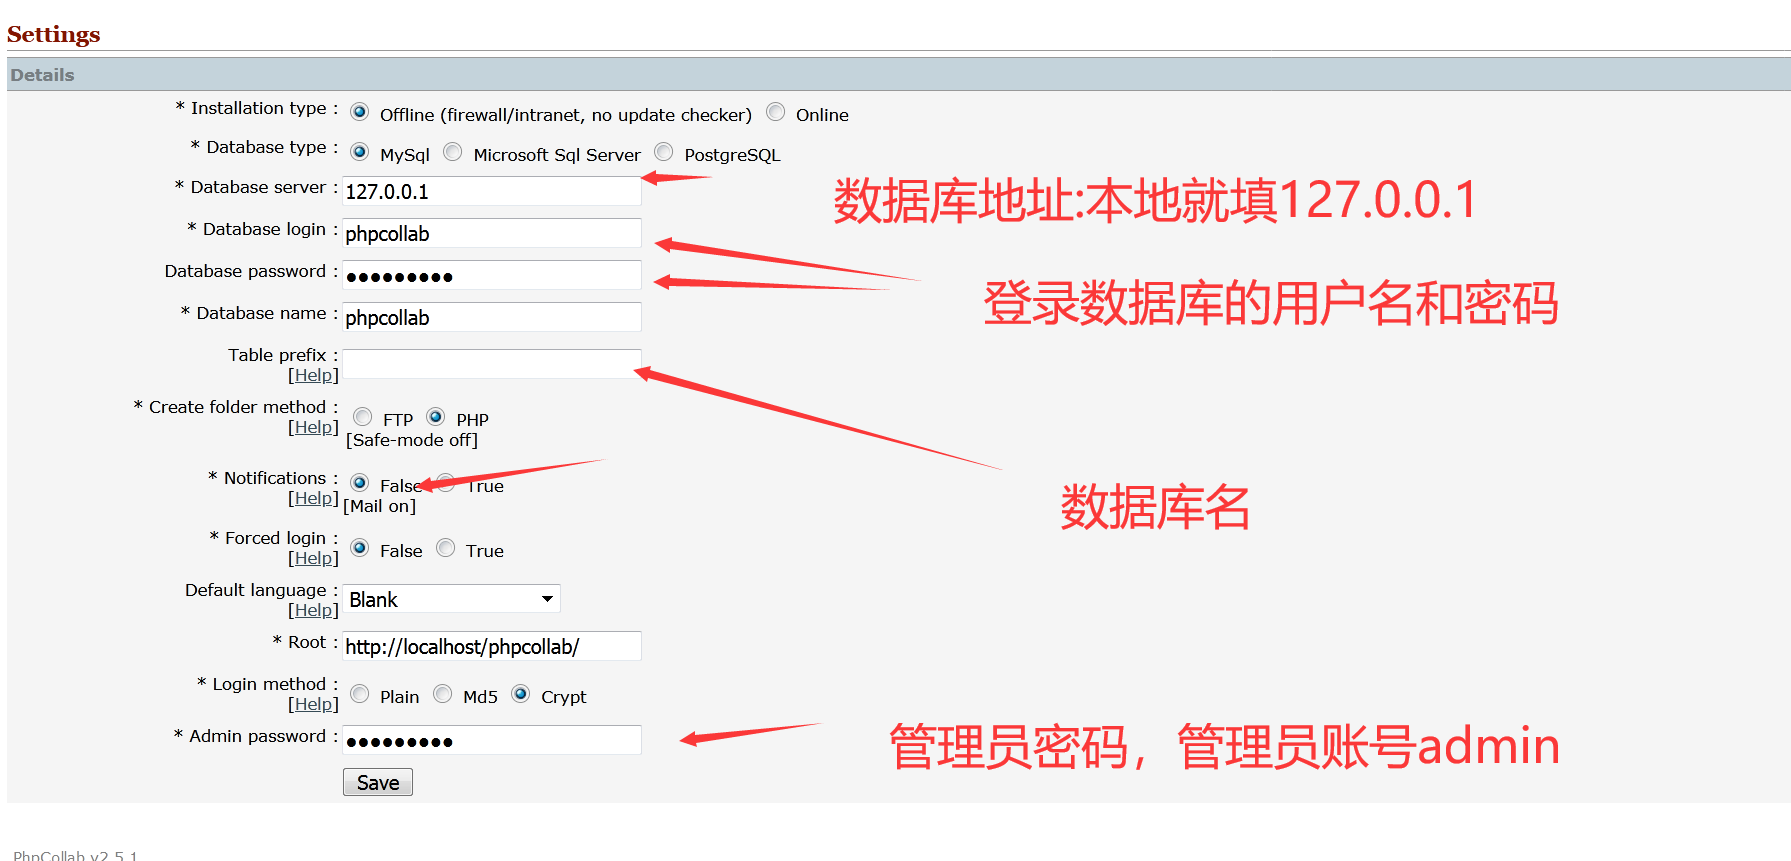 Settings
Details
* Installation type : Offline (firewall/intranet, no update checker) Online
* Database type : MySql Microsoft Sql Server PostgreSQL
* Database server : 127.0.0.1
数据库地址:本地就填127.0.0.1
* Database login : phpcollab
Database password : ●●●●●●●●●
登录数据库的用户名和密码
* Database name : phpcollab
Table prefix :
[Help]
* Create folder method : FTP PHP
[Help] [Safe-mode off]
* Notifications : False True
[Help] [Mail on]
数据库名
* Forced login : False True
[Help]
Default language : Blank
[Help]
* Root : http://localhost/phpcollab/
* Login method : Plain Md5 Crypt
[Help]
* Admin password : ●●●●●●●●●
管理员密码，管理员账号admin
Save
PhpCollab v2.5.1